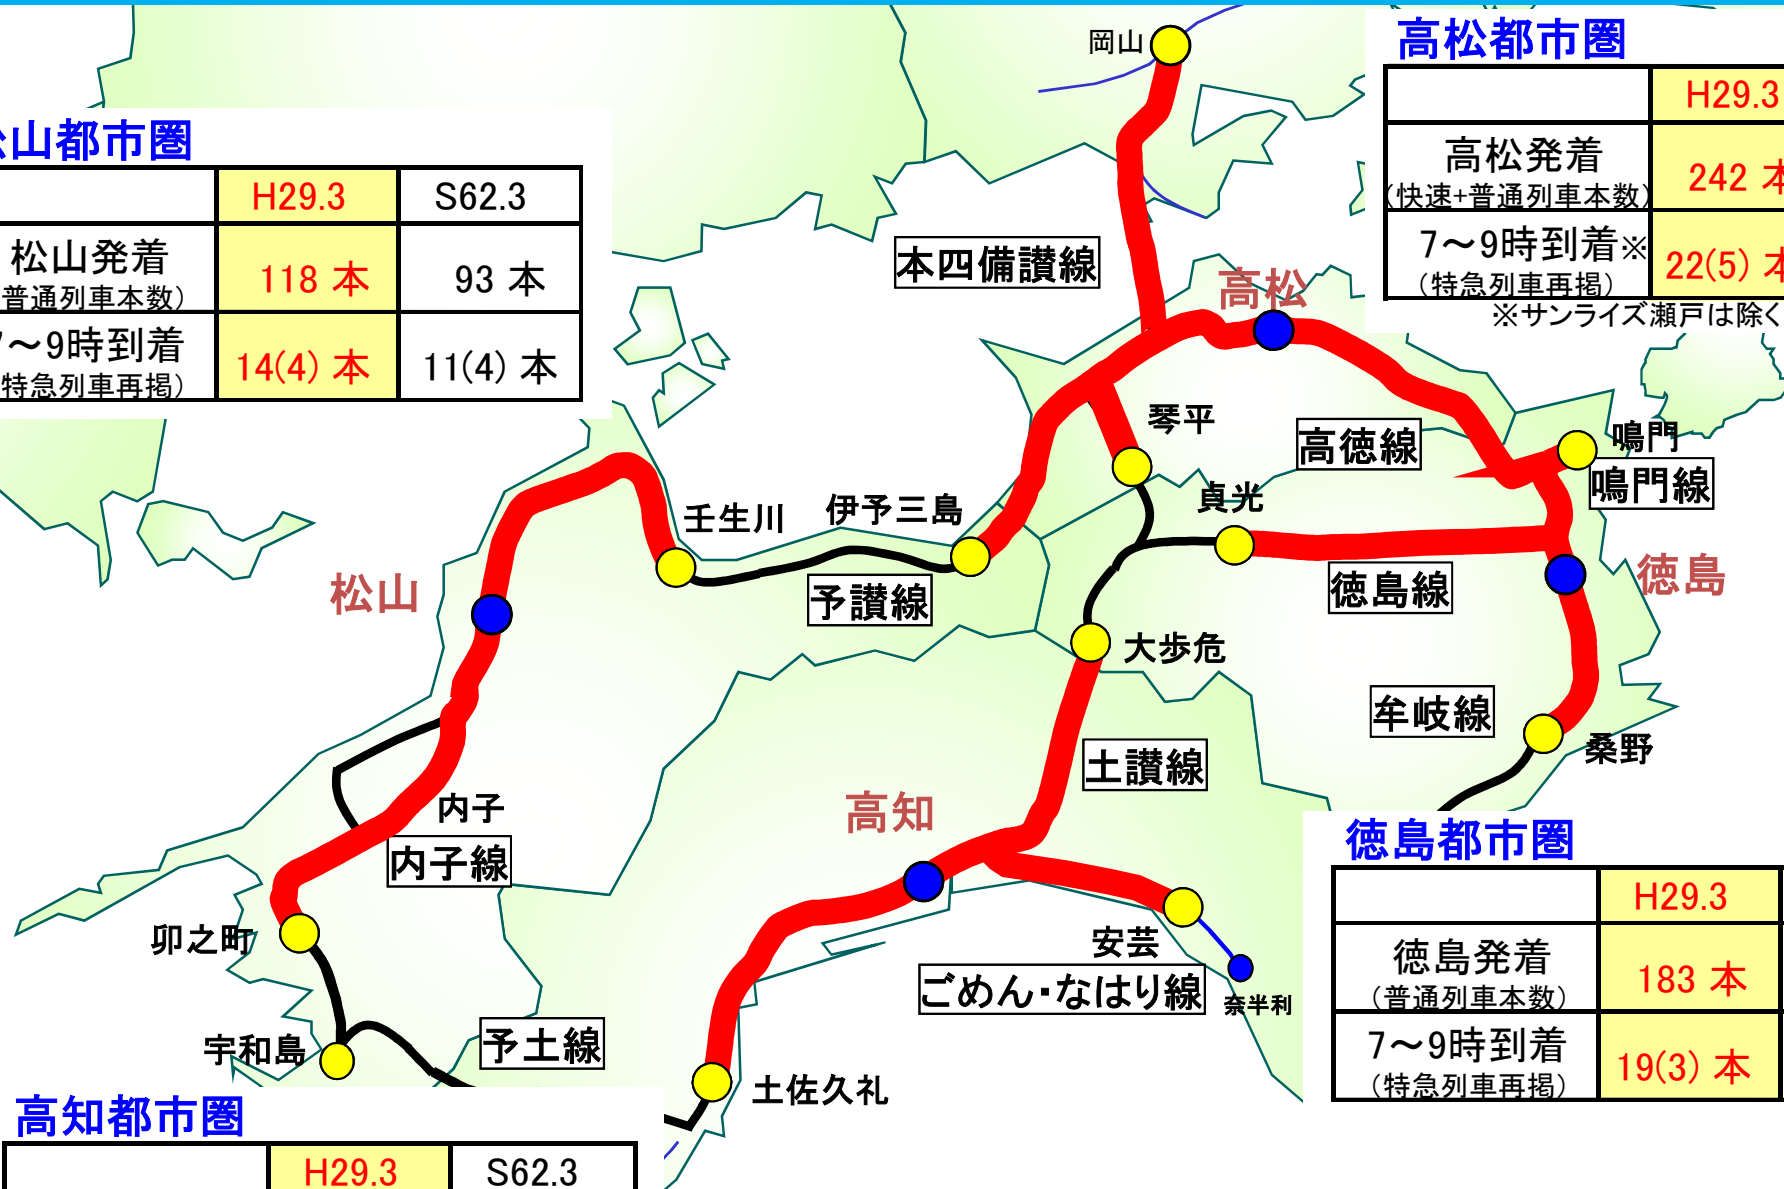 岡山
高松都市圏
H29.3
高松発着
(快速+普通列車本数)
242 本
7～9時到着※
(特急列車再掲)
22(5) 本
※サンライズ瀬戸は除く
山都市圏
H29.3 S62.3
松山発着
普通列車本数)
118 本 93 本
～9時到着
特急列車再掲)
14(4) 本 11(4) 本
本四備讃線
高松
琴平
高徳線
鳴門
鳴門線
貞光
壬生川
伊予三島
松山
予讃線
徳島線
徳島
大歩危
牟岐線
桑野
土讃線
高知
内子
内子線
卯之町
安芸
ごめん・なはり線
奈半利
宇和島
予土線
土佐久礼
徳島都市圏
H29.3
徳島発着
(普通列車本数)
183 本
7～9時到着
(特急列車再掲)
19(3) 本
高知都市圏
H29.3 S62.3